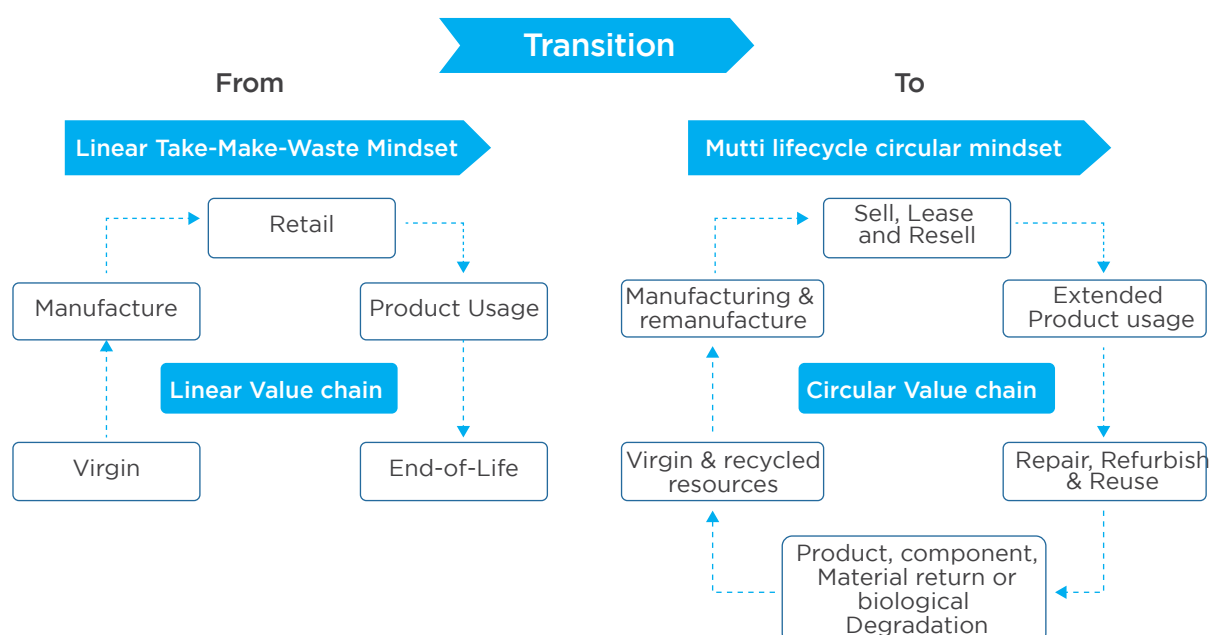 Transition
From
Linear Take-Make-Waste Mindset
Retail
Manufacture
Product Usage
Linear Value chain
Virgin
End-of-Life
To
Mutti lifecycle circular mindset
Sell, Lease
and Resell
Manufacturing &
remanufacture
Extended
Product usage
Circular Value chain
Virgin & recycled
resources
Repair, Refurbish
& Reuse
Product, component,
Material return or
biological
Degradation